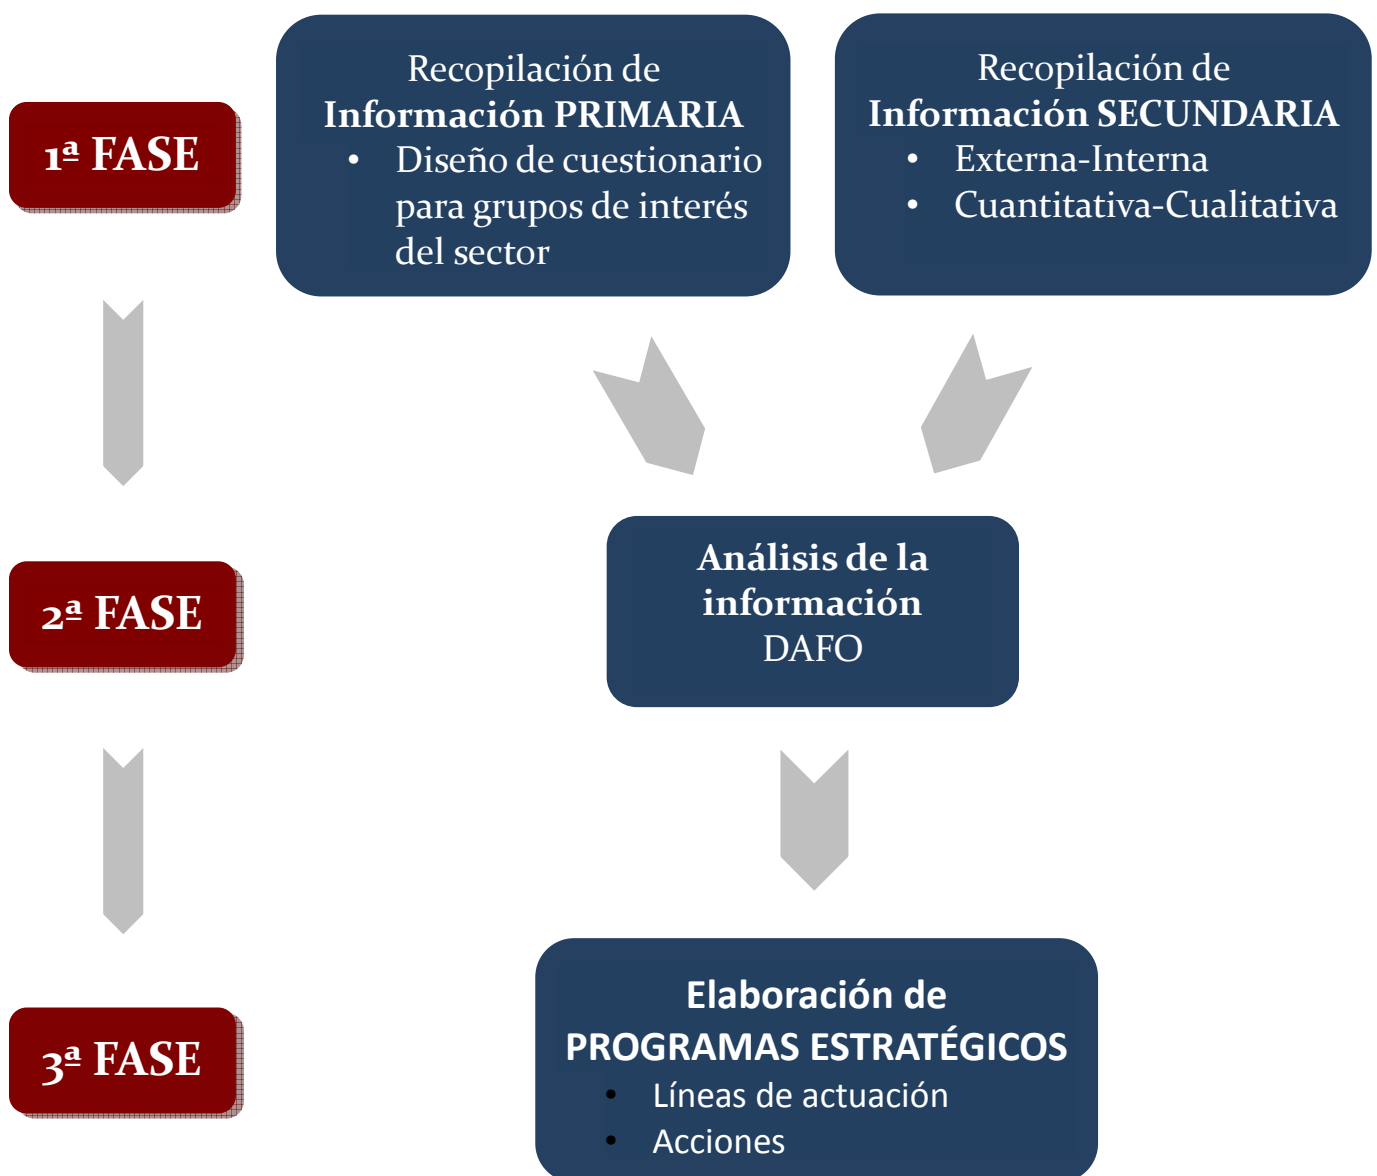 1ª FASE
Recopilación de
Información PRIMARIA
• Diseño de cuestionario
para grupos de interés
del sector
Recopilación de
Información SECUNDARIA
• Externa-Interna
• Cuantitativa-Cualitativa
2ª FASE
Análisis de la
información
DAFO
3ª FASE
Elaboración de
PROGRAMAS ESTRATÉGICOS
• Líneas de actuación
• Acciones